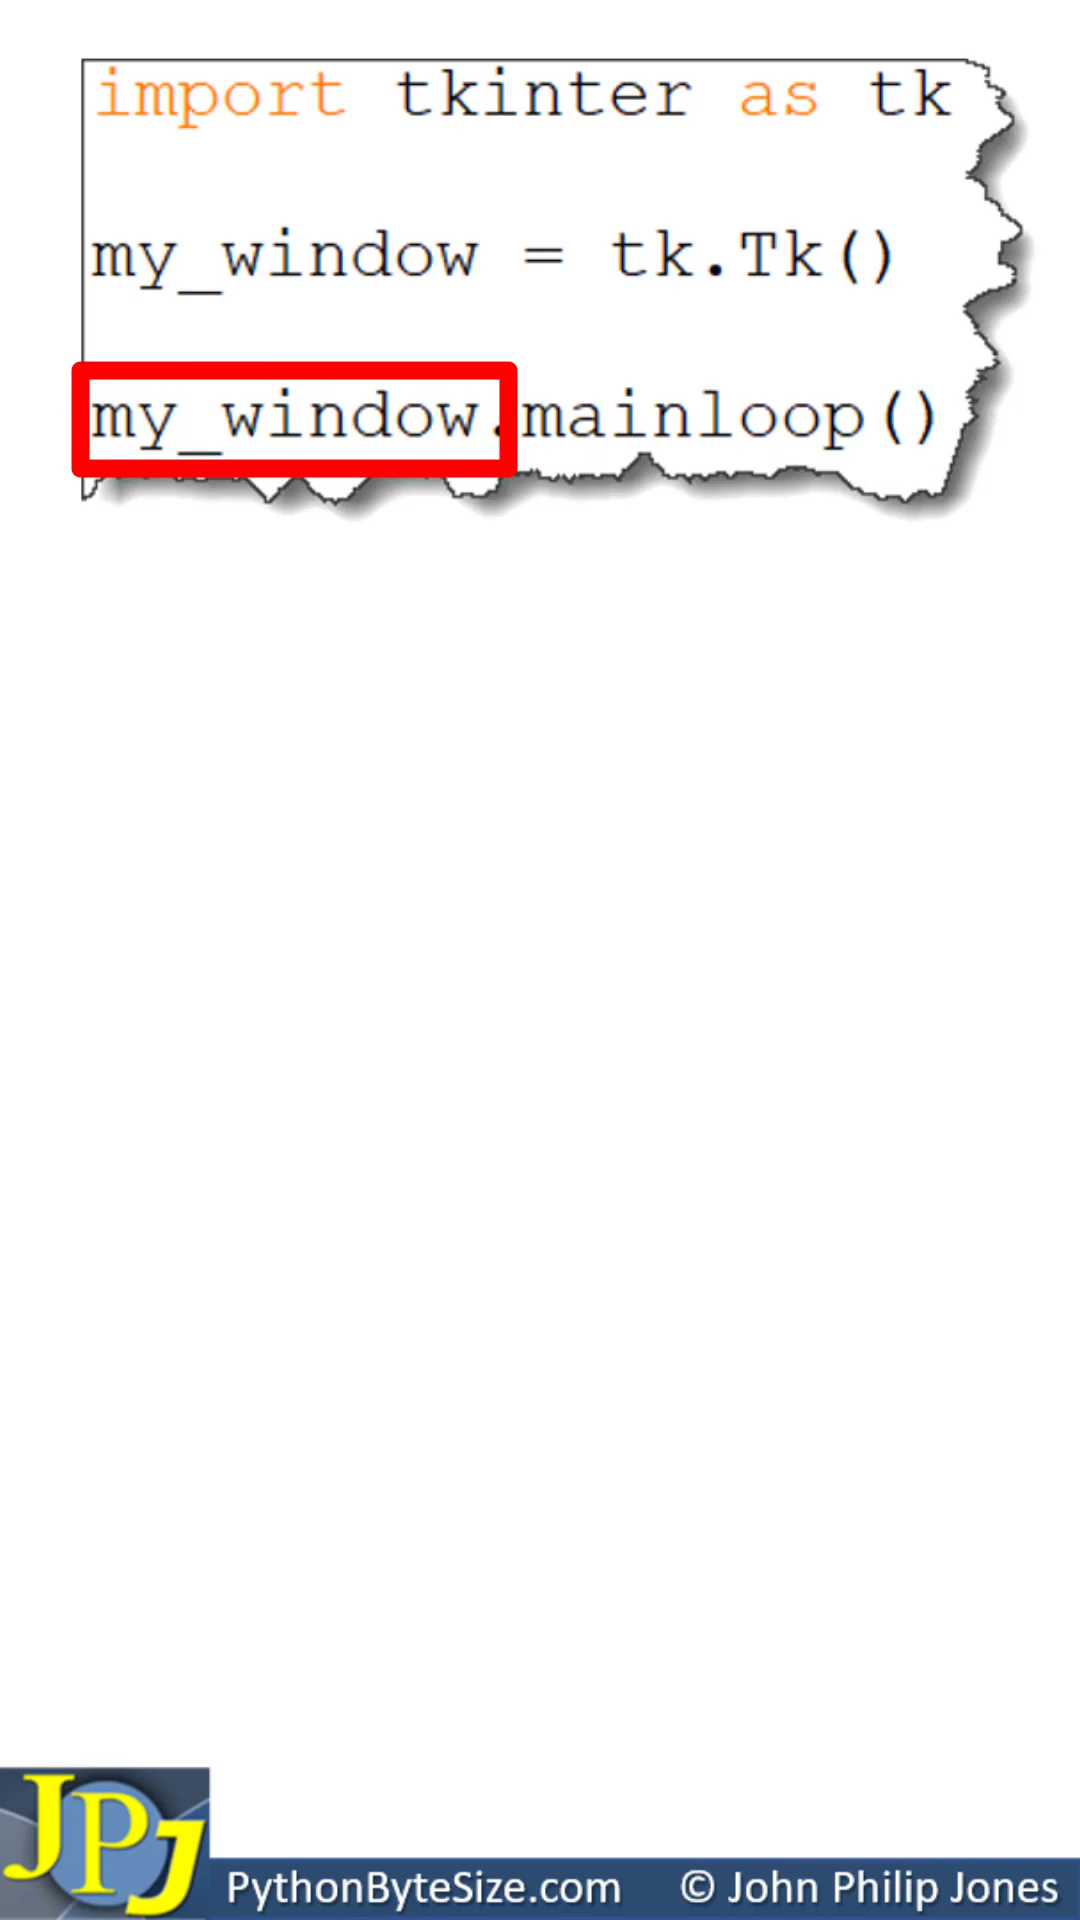 import tkinter as tk
my_window = tk.Tk()
my_window.mainloop()
JPJ
PythonByteSize.com © John Philip Jones